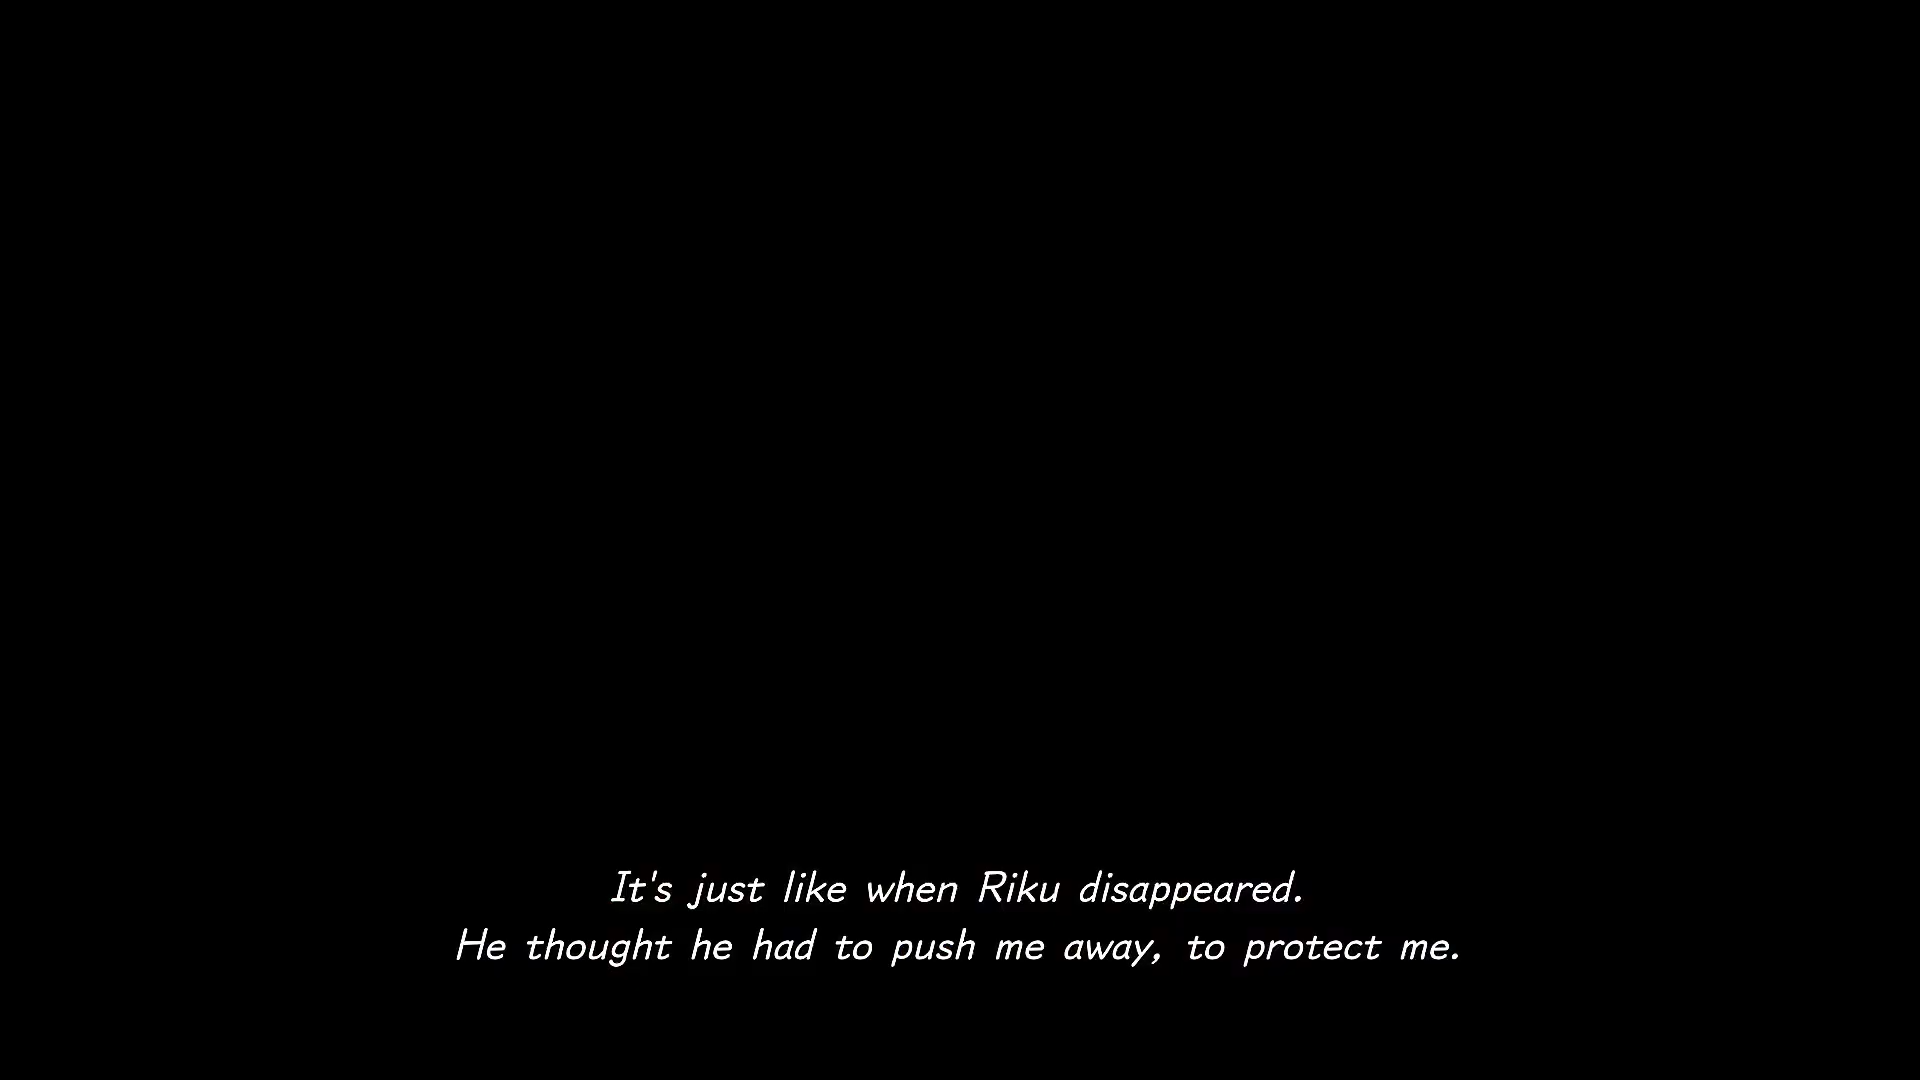 It's just like when Riku disappeared.
He thought he had to push me away, to protect me.